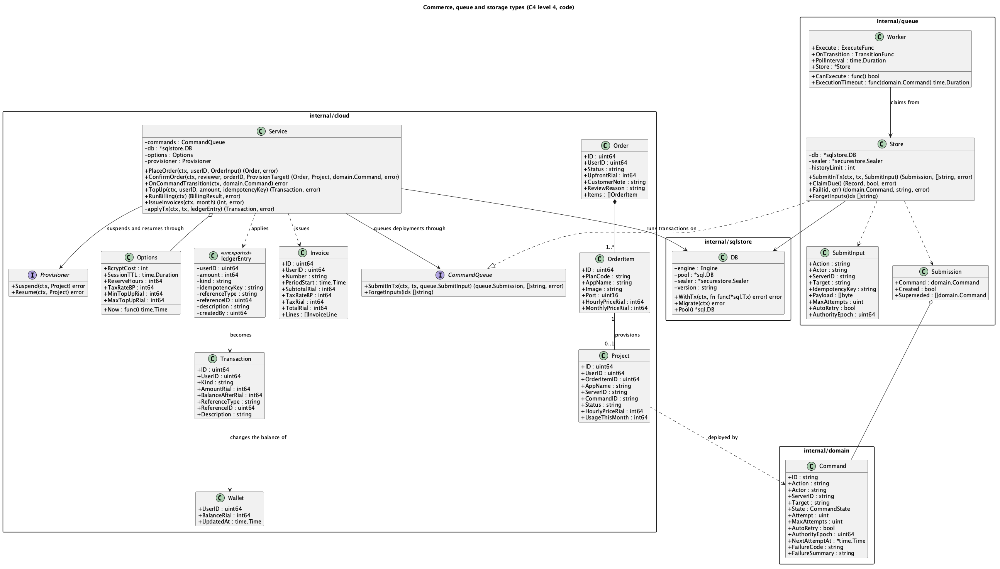 Commerce, queue and storage types (C4 level 4, code)
internal/queue
C Worker
+Execute : ExecuteFunc
+OnTransition : TransitionFunc
+PollInterval : time.Duration
+Store : *Store
+CanExecute : func() bool
+ExecutionTimeout : func(domain.Command) time.Duration
claims from
C Store
-db : *sqlstore.DB
-sealer : *securestore.Sealer
-historyLimit : int
+SubmitInTx(ctx, tx, SubmitInput) (Submission, []string, error)
+ClaimDue() (Record, bool, error)
+Fail(id, err) (domain.Command, string, error)
+ForgetInputs(ids []string)
C SubmitInput
+Action : string
+Actor : string
+ServerID : string
+Target : string
+IdempotencyKey : string
+Payload : []byte
+MaxAttempts : uint
+AutoRetry : bool
+AuthorityEpoch : uint64
C Submission
+Command : domain.Command
+Created : bool
+Superseded : []domain.Command
internal/cloud
C Service
-commands : CommandQueue
-db : *sqlstore.DB
-options : Options
-provisioner : Provisioner
+PlaceOrder(ctx, userID, OrderInput) (Order, error)
+ConfirmOrder(ctx, reviewer, orderID, ProvisionTarget) (Order, Project, domain.Command, error)
+OnCommandTransition(ctx, domain.Command) error
+TopUp(ctx, userID, amount, idempotencyKey) (Transaction, error)
+RunBilling(ctx) (BillingResult, error)
+IssueInvoices(ctx, month) (int, error)
-applyTx(ctx, tx, ledgerEntry) (Transaction, error)
C Order
+ID : uint64
+UserID : uint64
+Status : string
+UpfrontRial : int64
+CustomerNote : string
+ReviewReason : string
+Items : []OrderItem
suspends and resumes through
applies
issues
queues deployments through
runs transactions on
1..*
I Provisioner
+Suspend(ctx, Project) error
+Resume(ctx, Project) error
C Options
+BcryptCost : int
+SessionTTL : time.Duration
+ReserveHours : int64
+TaxRateBP : int64
+MinTopUpRial : int64
+MaxTopUpRial : int64
+Now : func() time.Time
C «unexported»
ledgerEntry
-userID : uint64
-amount : int64
-kind : string
-idempotencyKey : string
-referenceType : string
-referenceID : uint64
-description : string
-createdBy : uint64
C Invoice
+ID : uint64
+UserID : uint64
+Number : string
+PeriodStart : time.Time
+SubtotalRial : int64
+TaxRateBP : int64
+TaxRial : int64
+TotalRial : int64
+Lines : []InvoiceLine
I CommandQueue
+SubmitInTx(ctx, tx, queue.SubmitInput) (queue.Submission, []string, error)
+ForgetInputs(ids []string)
C OrderItem
+ID : uint64
+PlanCode : string
+AppName : string
+Image : string
+Port : uint16
+HourlyPriceRial : int64
+MonthlyPriceRial : int64
internal/sqlstore
C DB
-engine : Engine
-pool : *sql.DB
-sealer : *securestore.Sealer
-version : string
+WithTx(ctx, fn func(*sql.Tx) error) error
+Migrate(ctx) error
+Pool() *sql.DB
becomes
1
provisions
0..1
C Transaction
+ID : uint64
+UserID : uint64
+Kind : string
+AmountRial : int64
+BalanceAfterRial : int64
+ReferenceType : string
+ReferenceID : uint64
+Description : string
C Project
+ID : uint64
+UserID : uint64
+OrderItemID : uint64
+AppName : string
+ServerID : string
+CommandID : string
+Status : string
+HourlyPriceRial : int64
+UsageThisMonth : int64
changes the balance of
deployed by
C Wallet
+UserID : uint64
+BalanceRial : int64
+UpdatedAt : time.Time
internal/domain
C Command
+ID : string
+Action : string
+Actor : string
+ServerID : string
+Target : string
+State : CommandState
+Attempt : uint
+MaxAttempts : uint
+AutoRetry : bool
+AuthorityEpoch : uint64
+NextAttemptAt : *time.Time
+FailureCode : string
+FailureSummary : string